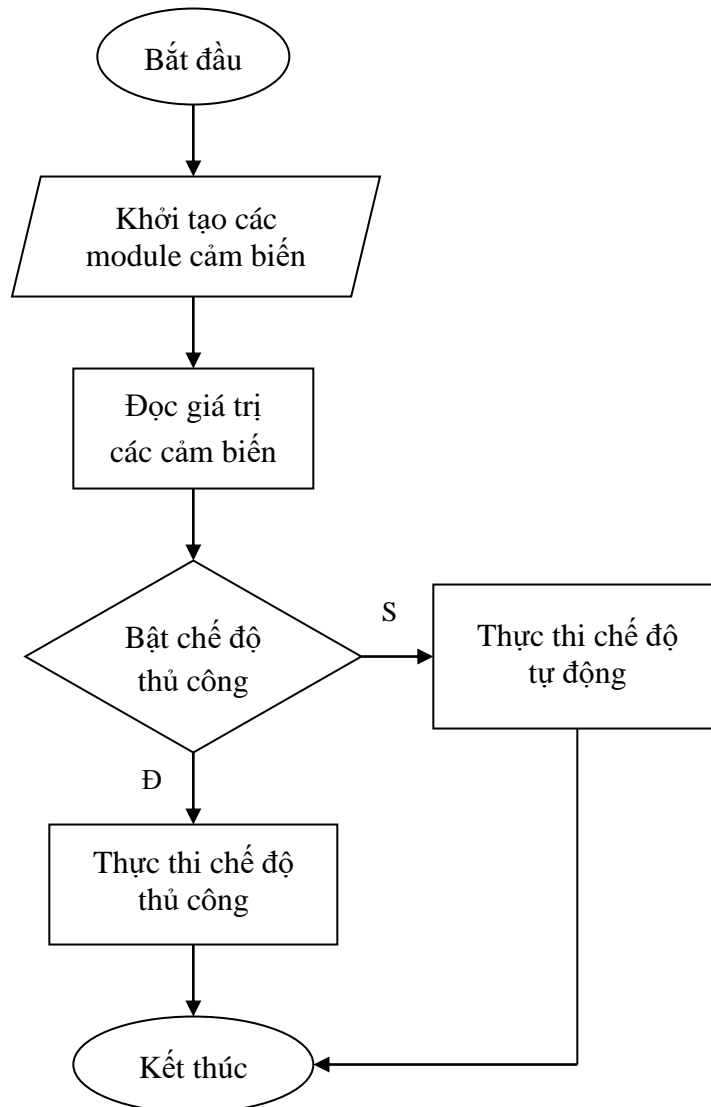 Bắt đầu
Khởi tạo các
module cảm biến
Đọc giá trị
các cảm biến
Bật chế độ
thủ công
S
Thực thi chế độ
tự động
Đ
Thực thi chế độ
thủ công
Kết thúc